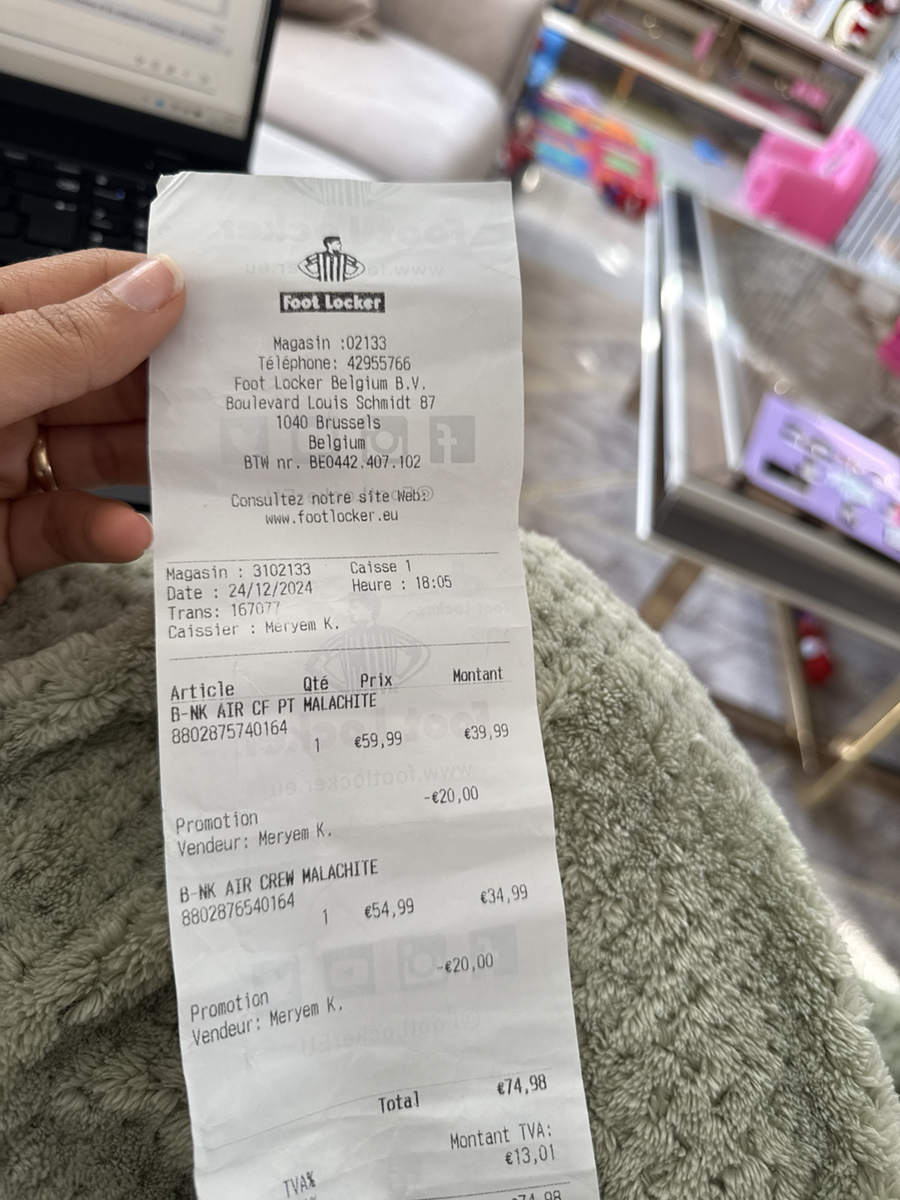 Foot Locker
Magasin :02133
Téléphone: 42955766
Foot Locker Belgium B.V.
Boulevard Louis Schmidt 87
1040 Brussels
Belgium
BTW nr. BE0442.407.102
Consultez notre site Web:
www.footlocker.eu
Magasin : 3102133 Caisse 1
Date : 24/12/2024 Heure : 18:05
Trans: 167077
Caissier : Meryem K.
Article Qté Prix Montant
B-NK AIR CF PT MALACHITE
8802875740164
1 €59,99 €39,99
-€20,00
Promotion
Vendeur: Meryem K.
B-NK AIR CREW MALACHITE
8802876540164
1 €54,99 €34,99
-€20,00
Promotion
Vendeur: Meryem K.
Total €74,98
Montant TVA:
TVA% €13,01
€74,98